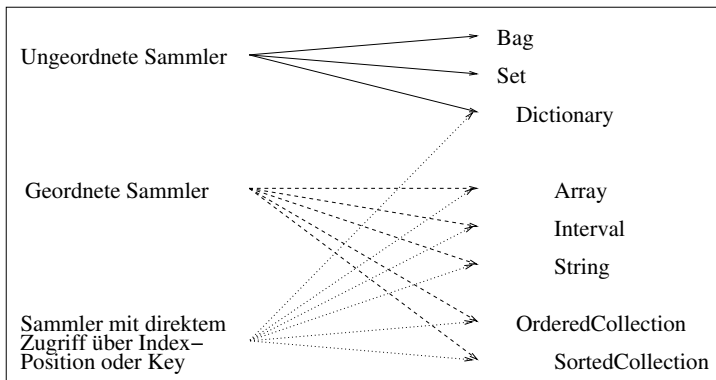 Ungeordnete Sammler
Bag
Set
Dictionary
Geordnete Sammler
Array
Interval
String
Sammler mit direktem
Zugriff über Index-
Position oder Key
OrderedCollection
SortedCollection